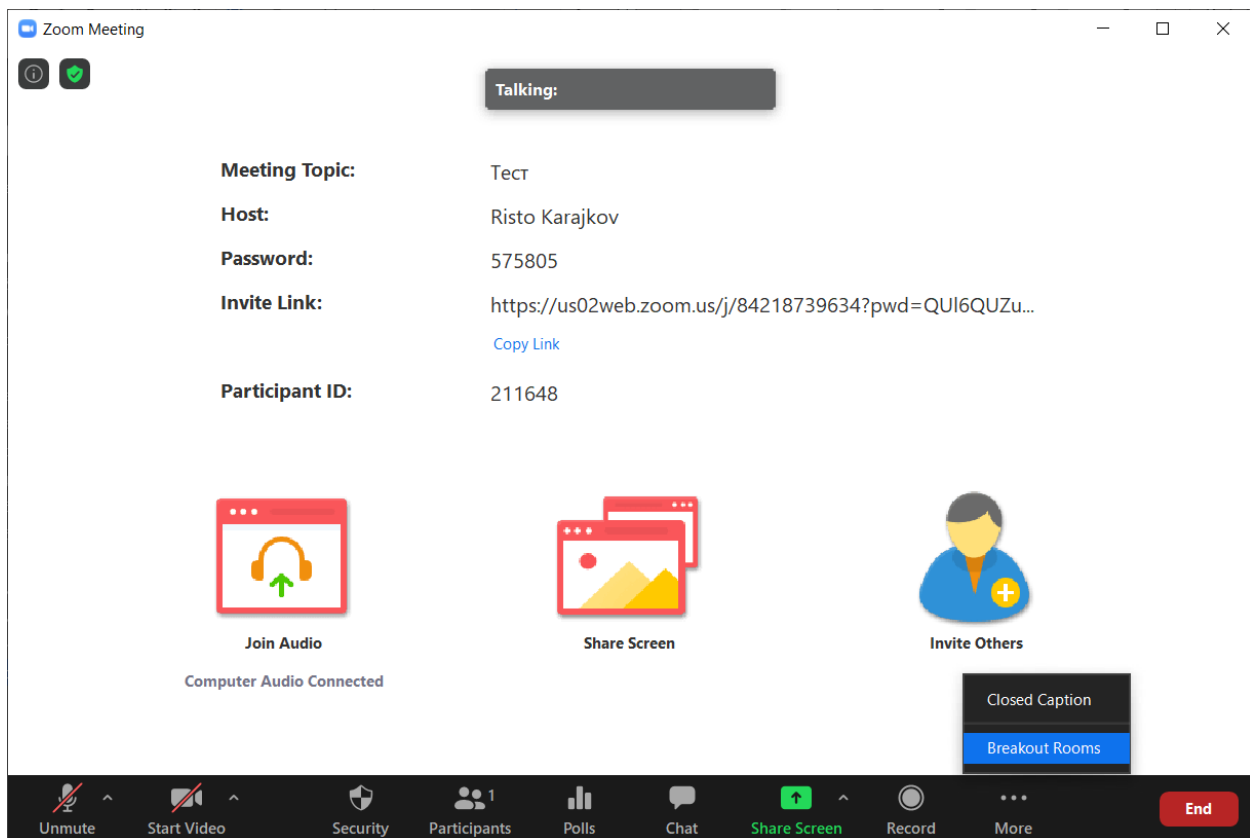 Zoom Meeting
Talking:
Meeting Topic: Тест
Host: Risto Karajkov
Password: 575805
Invite Link: https://us02web.zoom.us/j/84218739634?pwd=QUl6QUZu...
Copy Link
Participant ID: 211648
Join Audio Share Screen Invite Others
Computer Audio Connected
Closed Caption
Breakout Rooms
1
Unmute Start Video Security Participants Polls Chat Share Screen Record More End